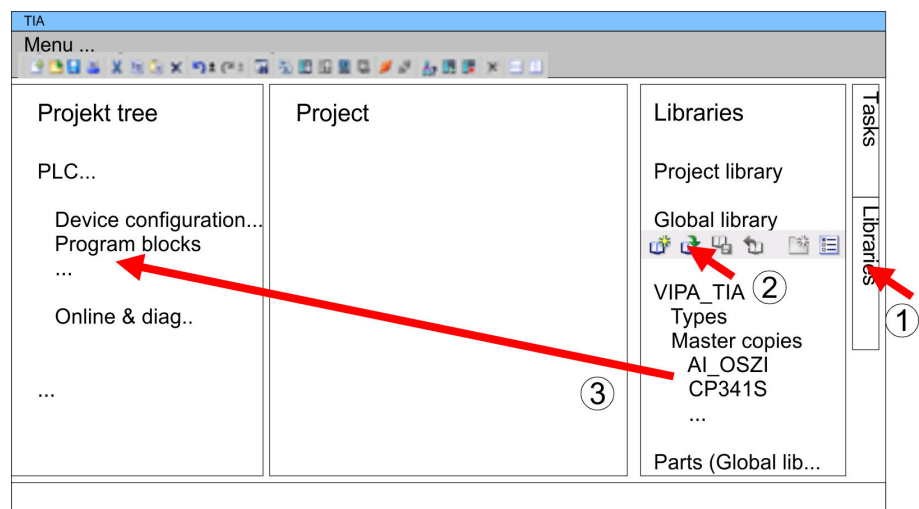 TIA
Menu ...
Projekt tree
PLC...
Device configuration...
Program blocks
...
Online & diag..
...
Project
3
Libraries
Project library
Global library
2
VIPA_TIA
Types
Master copies
AI_OSZI
CP341S
...
Parts (Global lib...
Tasks
Libraries
1